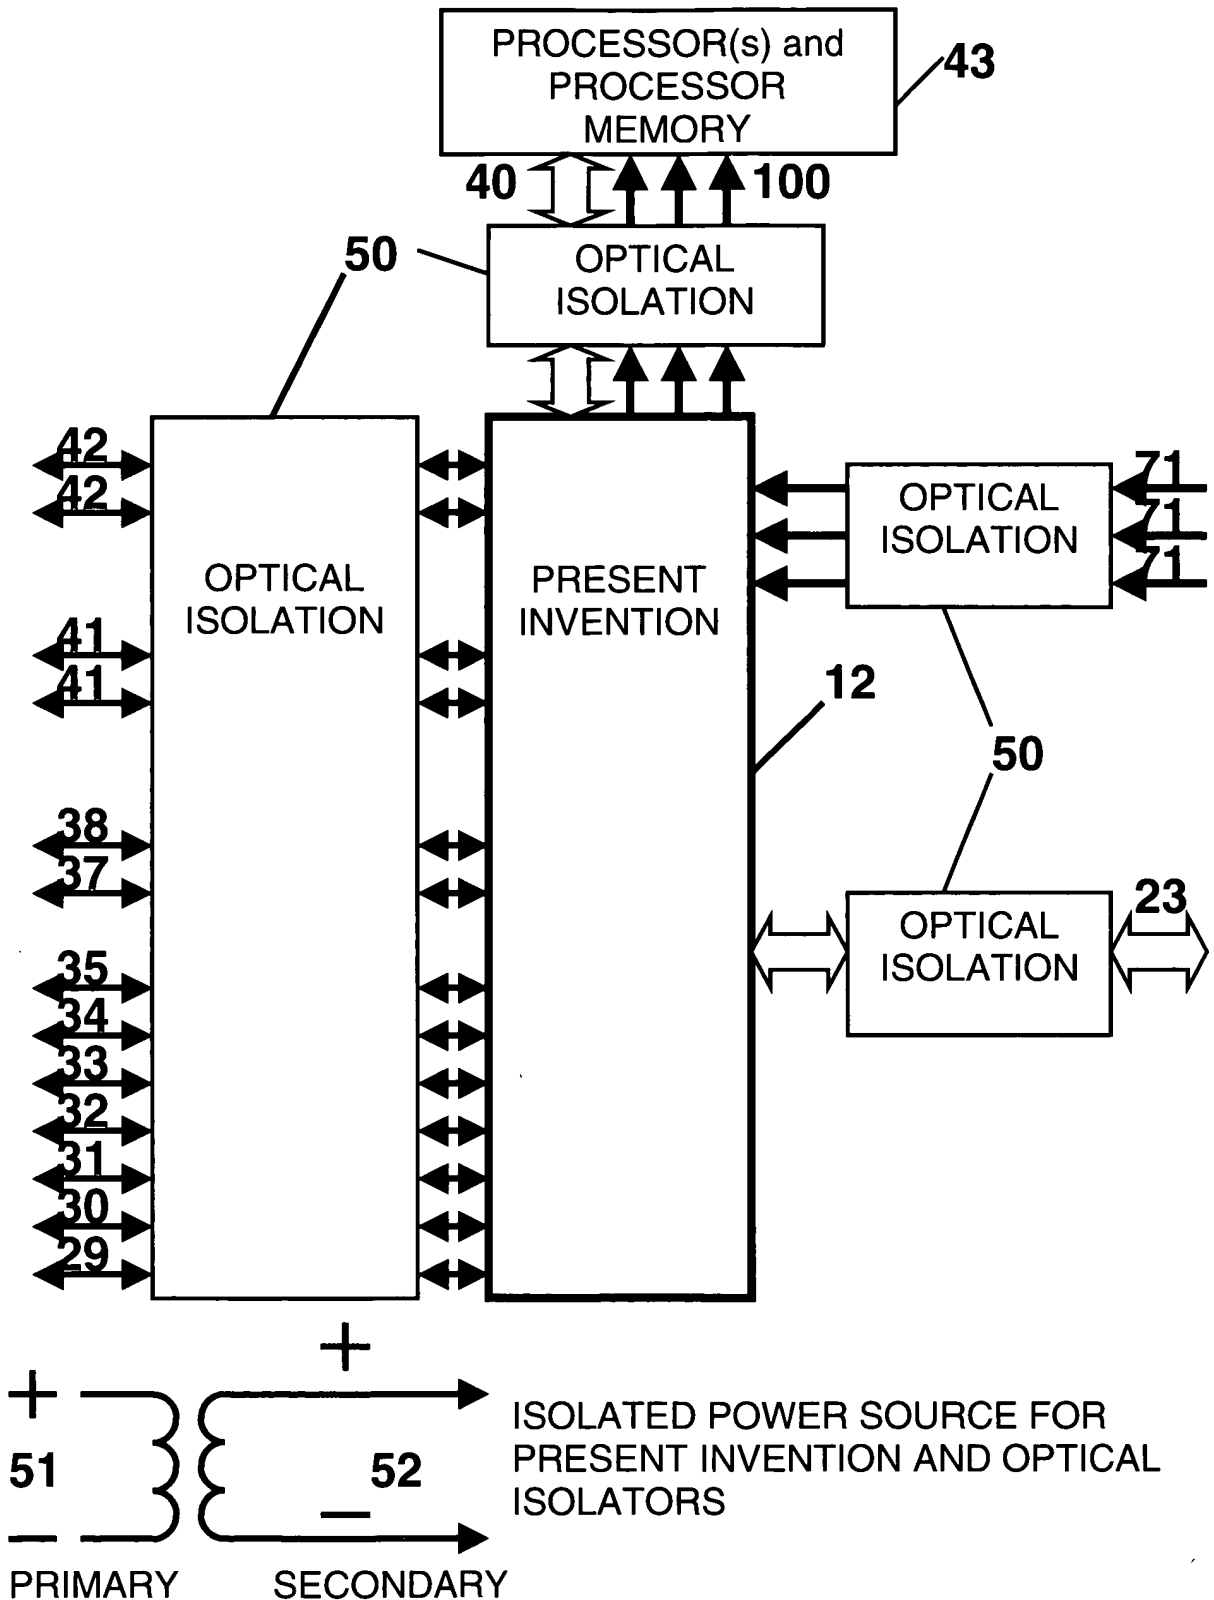 PROCESSOR(s) and
PROCESSOR
MEMORY
43
40
100
50
OPTICAL
ISOLATION
42
42
OPTICAL
ISOLATION
PRESENT
INVENTION
OPTICAL
ISOLATION
71
71
71
41
41
12
50
38
37
23
OPTICAL
ISOLATION
35
34
33
32
31
30
29
+
+
51
52
ISOLATED POWER SOURCE FOR
PRESENT INVENTION AND OPTICAL
ISOLATORS
—
—
PRIMARY
SECONDARY